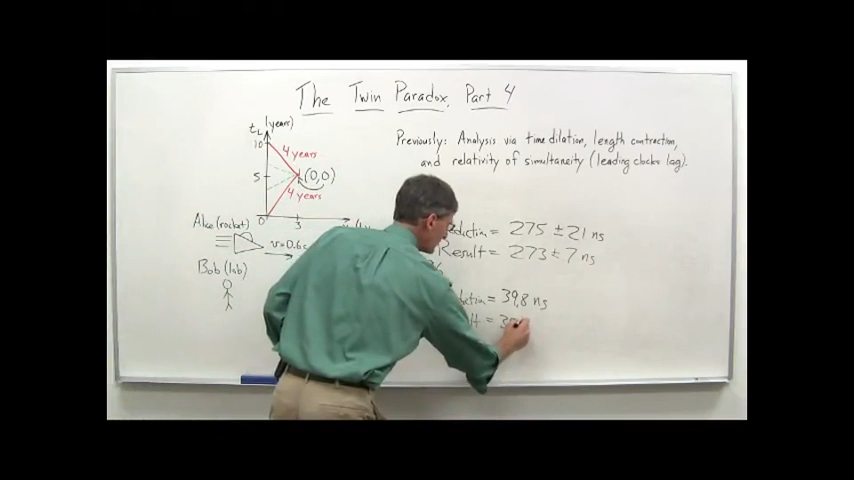 The Twin Paradox, Part 4
t_L (years)
10
4 years
5
(0,0)
4 years
0
3
Previously: Analysis via time dilation, length contraction,
and relativity of simultaneity (leading clocks lag).
Alice (rocket)
v=0.6c
Bob (lab)
= 275 ± 21 ns
Result = 273 ± 7 ns
= 39.8 ns
=